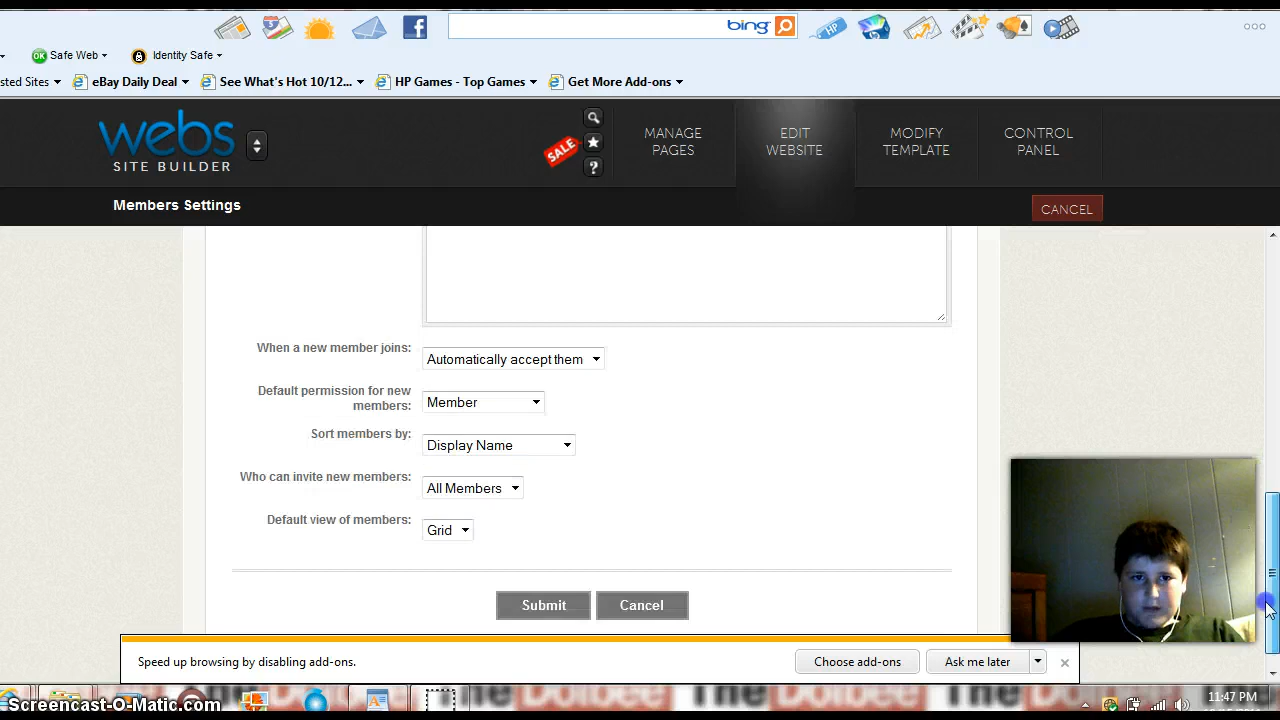 bing
Safe Web
Identity Safe
sted Sites
eBay Daily Deal
See What's Hot 10/12...
HP Games - Top Games
Get More Add-ons
webs
SITE BUILDER
SALE
?
MANAGE
PAGES
EDIT
WEBSITE
MODIFY
TEMPLATE
CONTROL
PANEL
Members Settings
CANCEL
When a new member joins:
Automatically accept them
Default permission for new
members:
Member
Sort members by:
Display Name
Who can invite new members:
All Members
Default view of members:
Grid
Submit
Cancel
Speed up browsing by disabling add-ons.
Choose add-ons
Ask me later
11:47 PM
Screencast-O-Matic.com